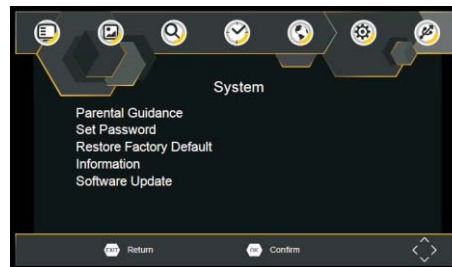 System
Parental Guidance
Set Password
Restore Factory Default
Information
Software Update
EXIT Return
OK Confirm